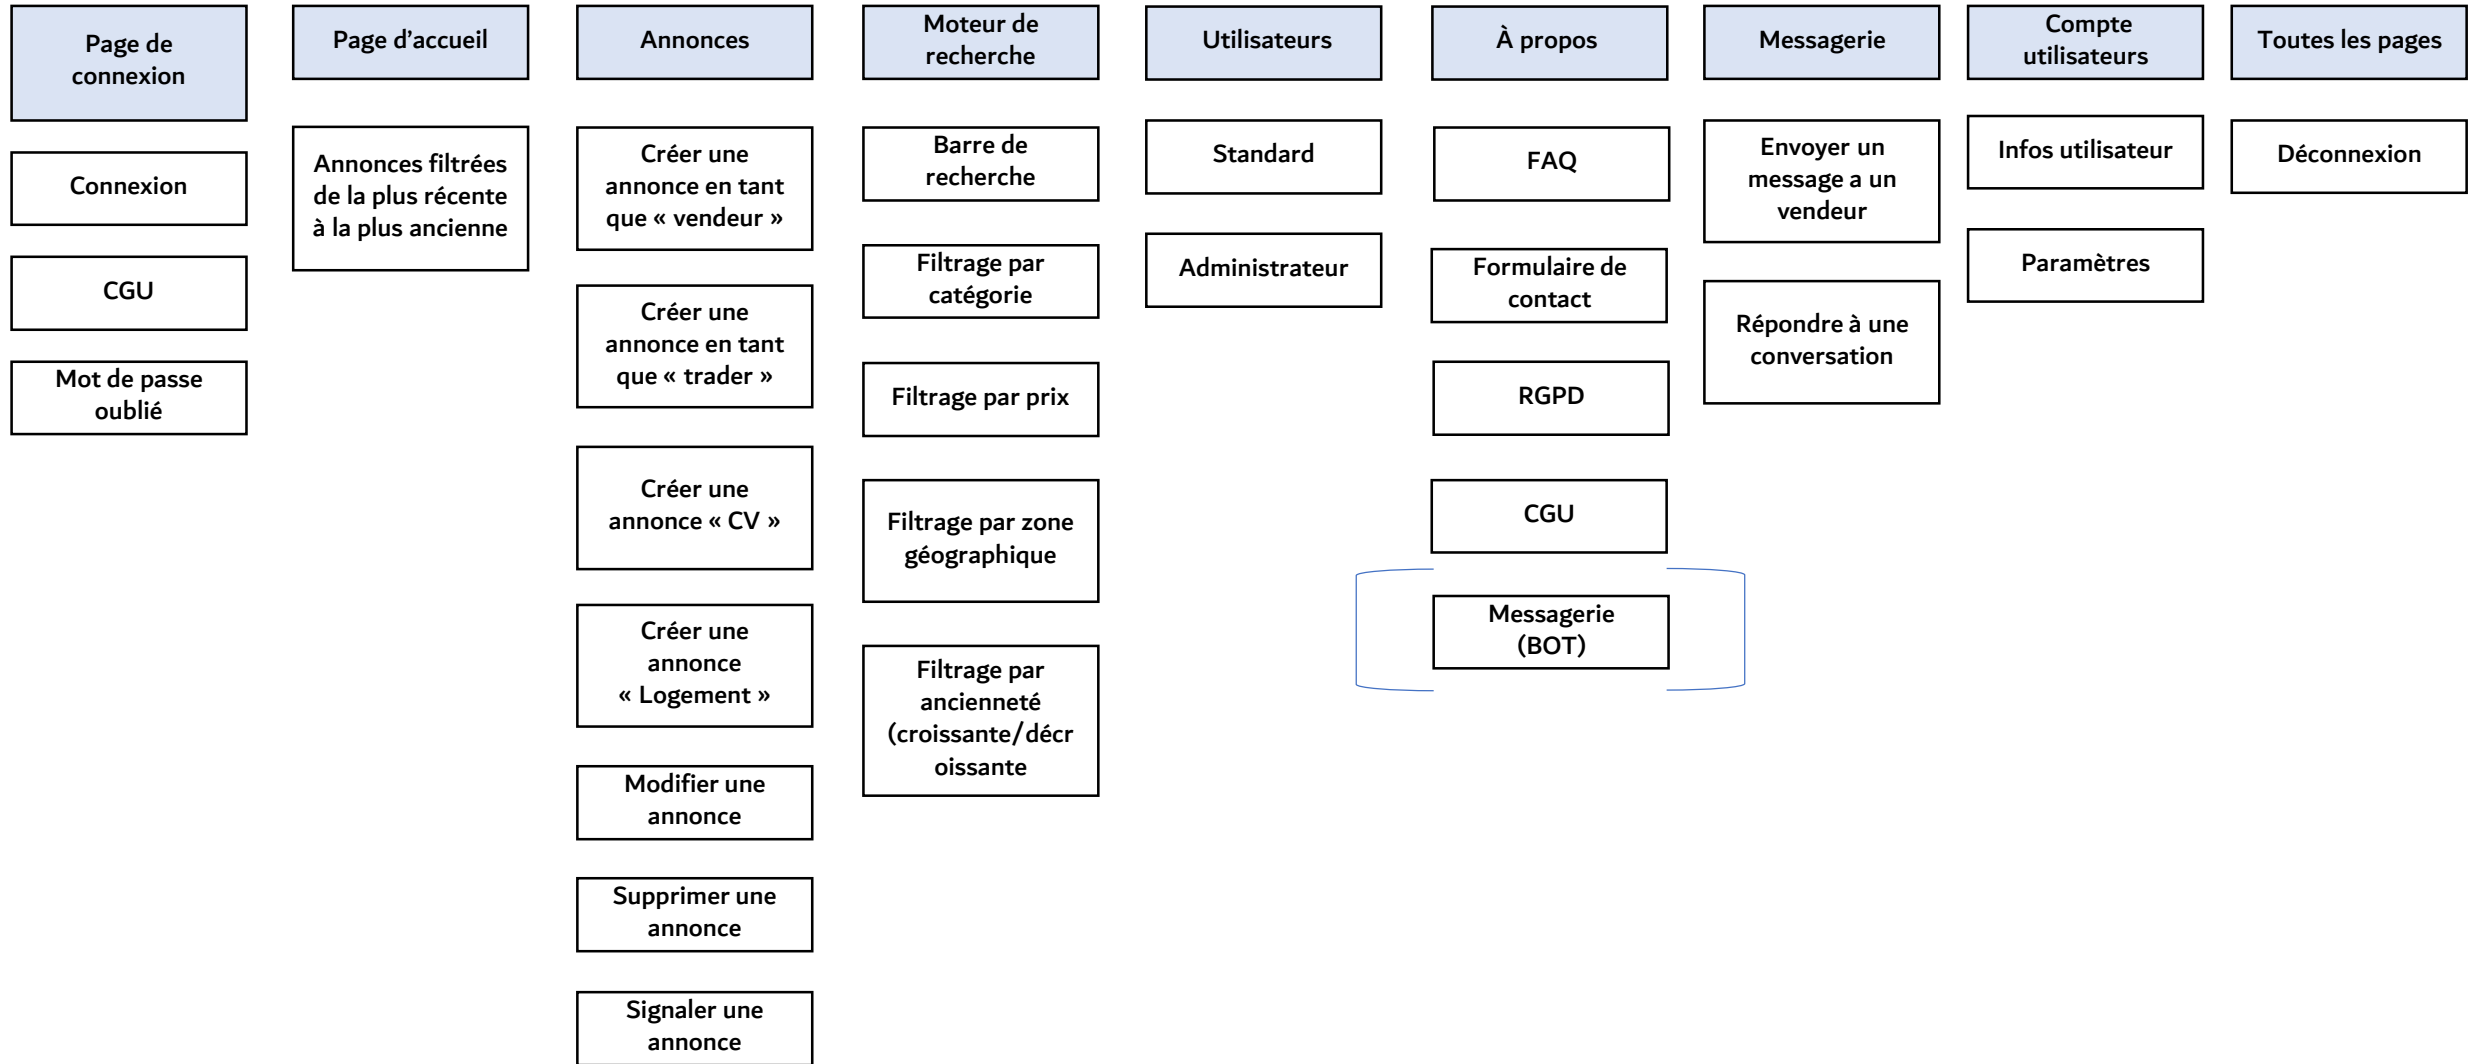 Page de
connexion
Connexion
CGU
Mot de passe
oublié
Page d’accueil
Annonces filtrées
de la plus récente
à la plus ancienne
Annonces
Créer une
annonce en tant
que « vendeur »
Créer une
annonce en tant
que « trader »
Créer une
annonce « CV »
Créer une
annonce
« Logement »
Modifier une
annonce
Supprimer une
annonce
Signaler une
annonce
Moteur de
recherche
Barre de
recherche
Filtrage par
catégorie
Filtrage par prix
Filtrage par zone
géographique
Filtrage par
ancienneté
(croissante/décr
oissante
Utilisateurs
Standard
Administrateur
À propos
FAQ
Formulaire de
contact
RGPD
CGU
Messagerie
(BOT)
Messagerie
Envoyer un
message a un
vendeur
Répondre à une
conversation
Compte
utilisateurs
Infos utilisateur
Paramètres
Toutes les pages
Déconnexion